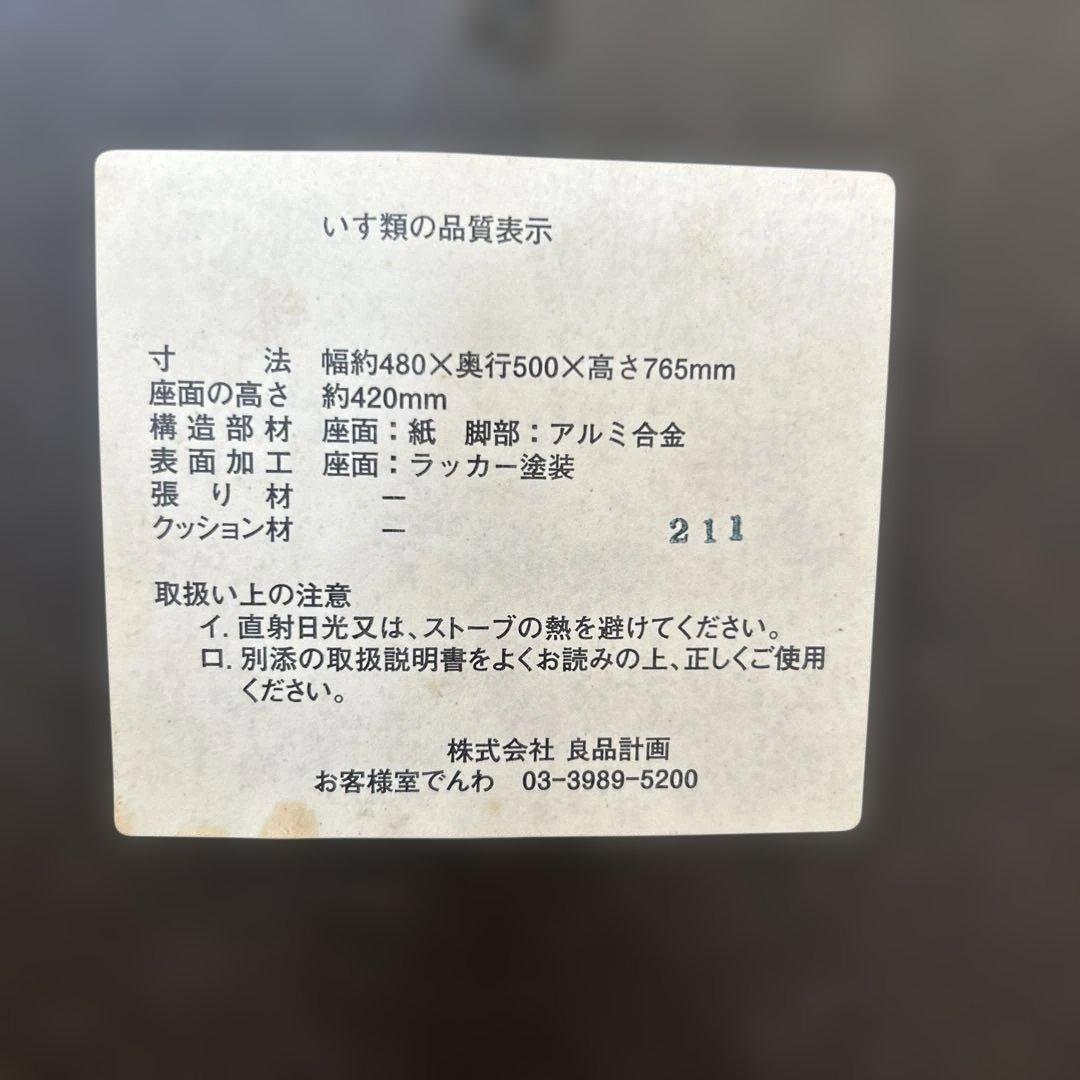 いす類の品質表示
寸法 幅約480×奥行500×高さ765mm
座面の高さ 約420mm
構造部材 座面：紙 脚部：アルミ合金
表面加工 座面：ラッカー塗装
張り材 ー
クッション材 ー
211
取扱い上の注意
イ. 直射日光又は、ストーブの熱を避けてください。
ロ. 別添の取扱説明書をよくお読みの上、正しくご使用
ください。
株式会社 良品計画
お客様室でんわ 03-3989-5200